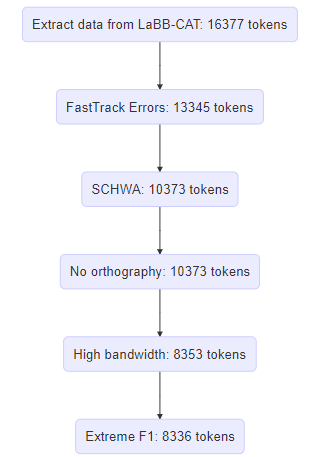 Extract data from LaBB-CAT: 16377 tokens
FastTrack Errors: 13345 tokens
SCHWA: 10373 tokens
No orthography: 10373 tokens
High bandwidth: 8353 tokens
Extreme F1: 8336 tokens